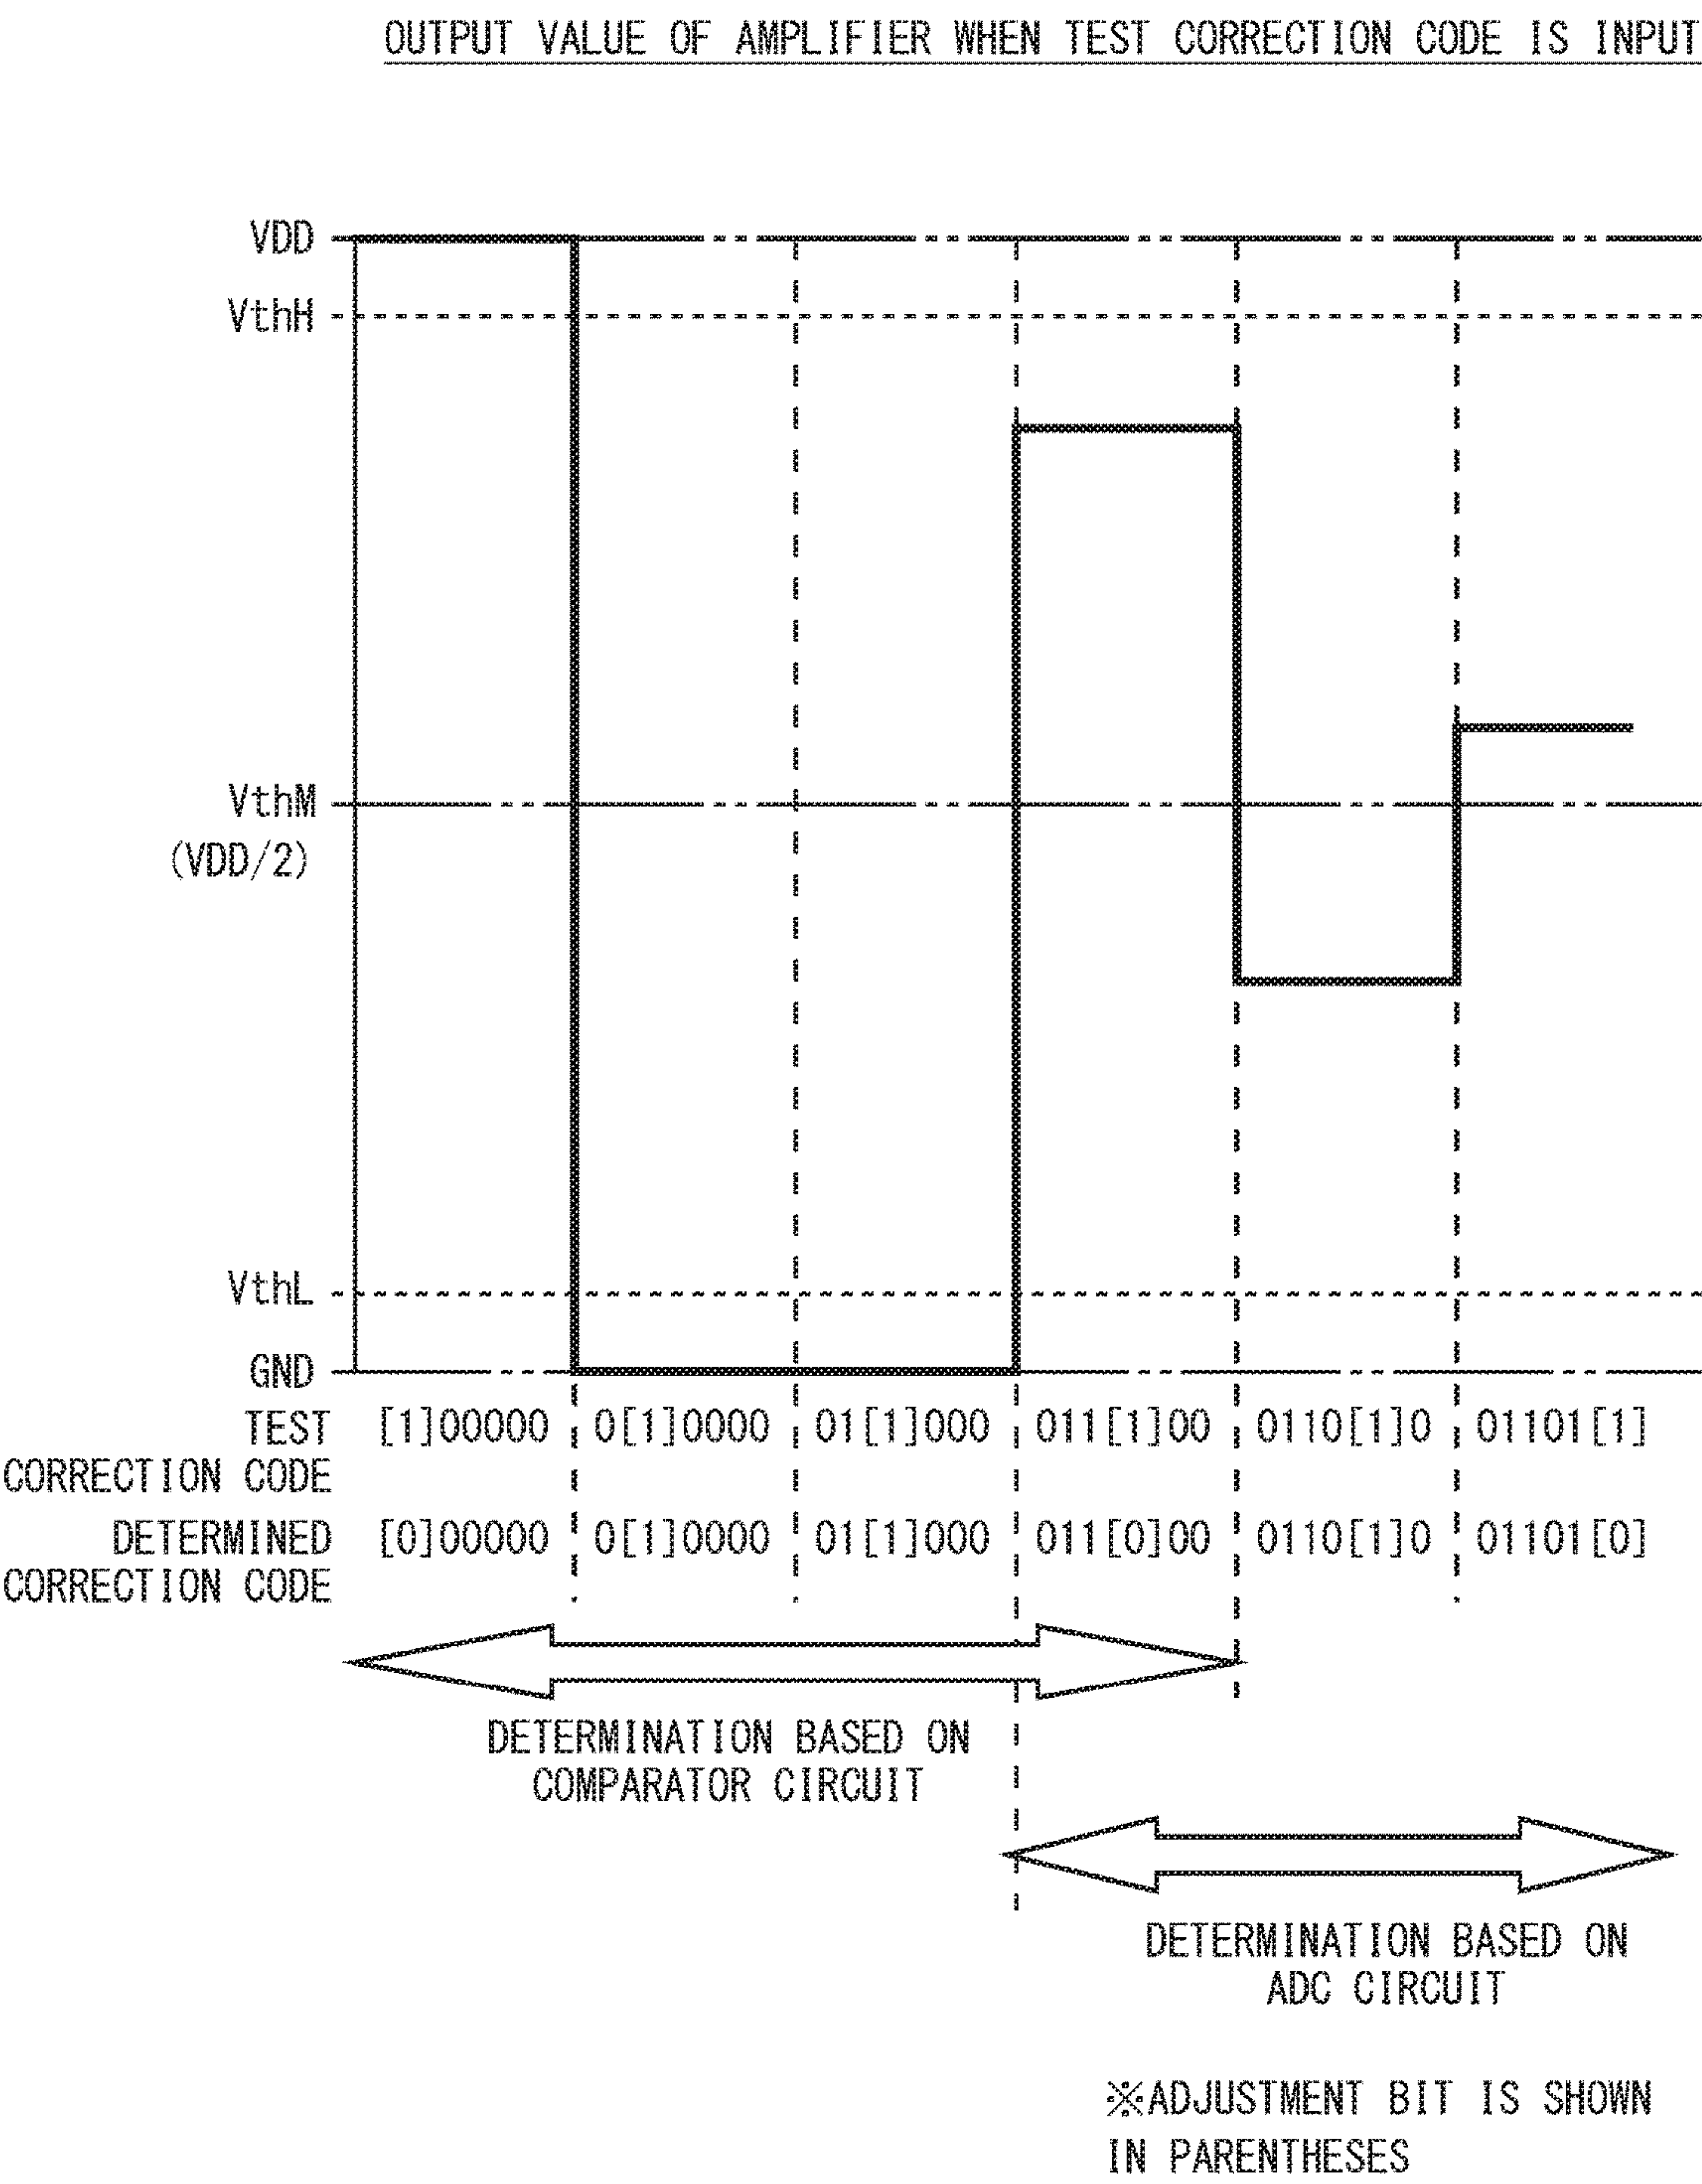 OUTPUT VALUE OF AMPLIFIER WHEN TEST CORRECTION CODE IS INPUT
VDD
VthH
VthM
(VDD/2)
VthL
GND
TEST CORRECTION CODE [1]00000 0[1]0000 01[1]000 011[1]00 0110[1]0 01101[1]
DETERMINED CORRECTION CODE [0]00000 0[1]0000 01[1]000 011[0]00 0110[1]0 01101[0]
DETERMINATION BASED ON
COMPARATOR CIRCUIT
DETERMINATION BASED ON
ADC CIRCUIT
※ADJUSTMENT BIT IS SHOWN
IN PARENTHESES